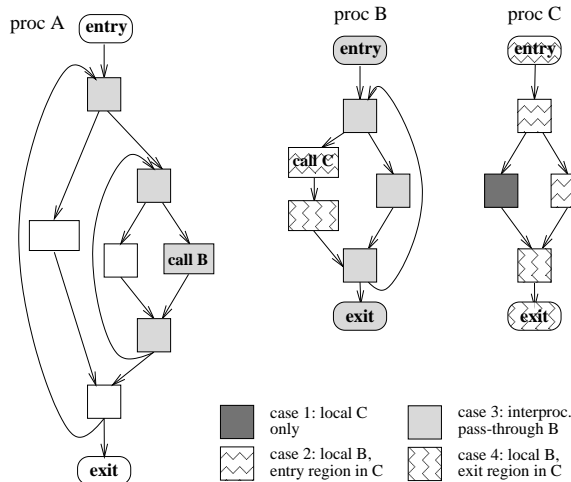 proc A
entry
call B
exit
proc B
entry
call C
exit
proc C
entry
exit
case 1: local C
only
case 2: local B,
entry region in C
case 3: interproc.
pass-through B
case 4: local B,
exit region in C